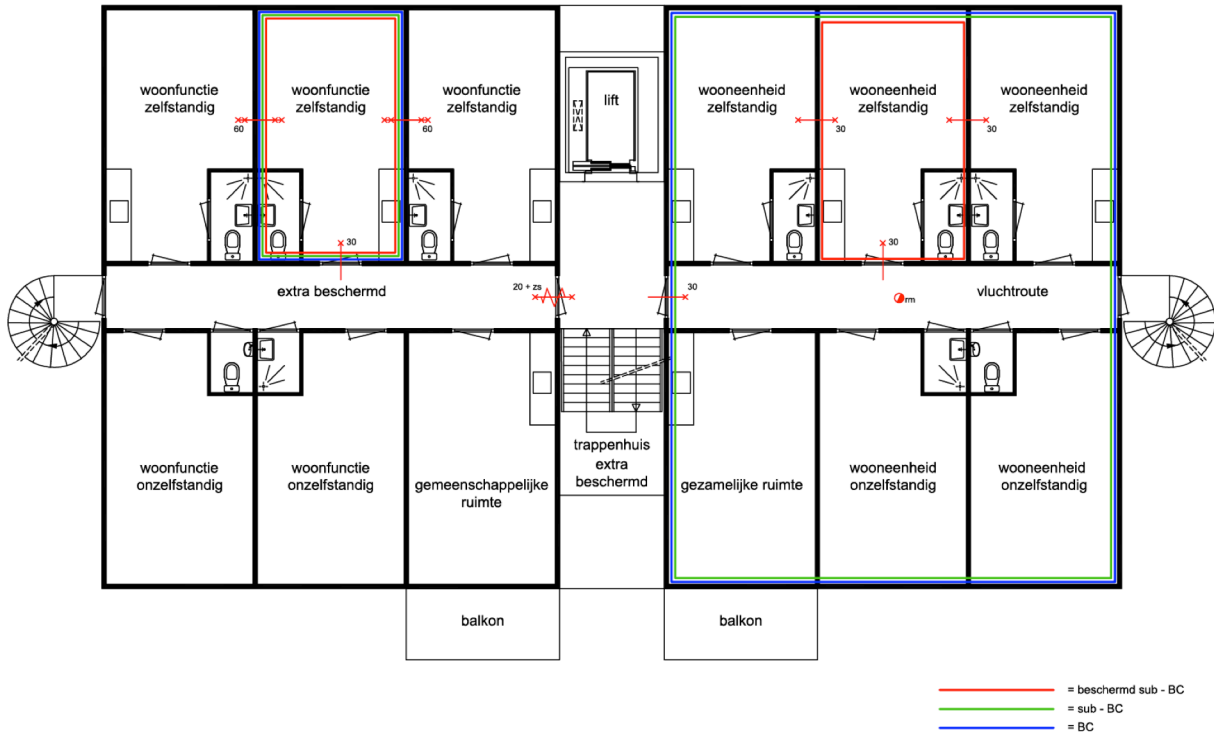 woonfunctie
zelfstandig
woonfunctie
zelfstandig
woonfunctie
zelfstandig
lift
wooneenheid
zelfstandig
wooneenheid
zelfstandig
wooneenheid
zelfstandig
60
60
30
30
30
30
extra beschermd
20 + zs
30
rm
vluchtroute
woonfunctie
onzelfstandig
woonfunctie
onzelfstandig
gemeenschappelijke
ruimte
trappenhuis
extra
beschermd
gezamelijke ruimte
wooneenheid
onzelfstandig
wooneenheid
onzelfstandig
balkon
balkon
= beschermd sub - BC
= sub - BC
= BC